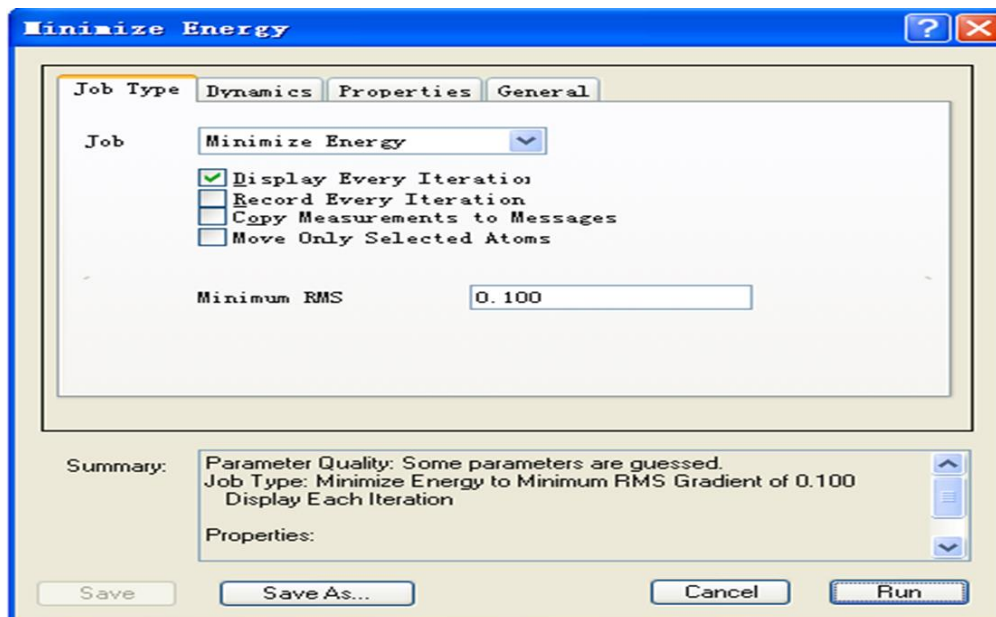 Minimize Energy
Job Type Dynamics Properties General
Job Minimize Energy
Display Every Iteration
Record Every Iteration
Copy Measurements to Messages
Move Only Selected Atoms
Minimum RMS 0.100
Summary: Parameter Quality: Some parameters are guessed.
Job Type: Minimize Energy to Minimum RMS Gradient of 0.100
Display Each Iteration
Properties:
Save Save As... Cancel Run